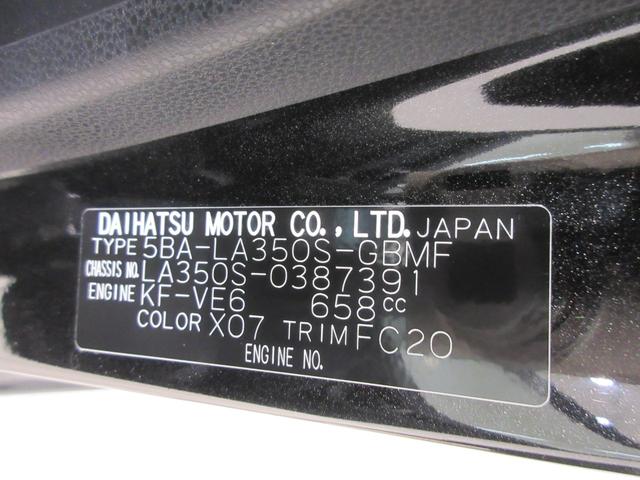 DAIHATSU MOTOR CO., LTD. JAPAN
TYPE 5BA-LA350S-GBMF
CHASSIS NO. LA350S-0387391
ENGINE KF-VE6 658cc
COLOR X07 TRIM FC20
ENGINE NO.